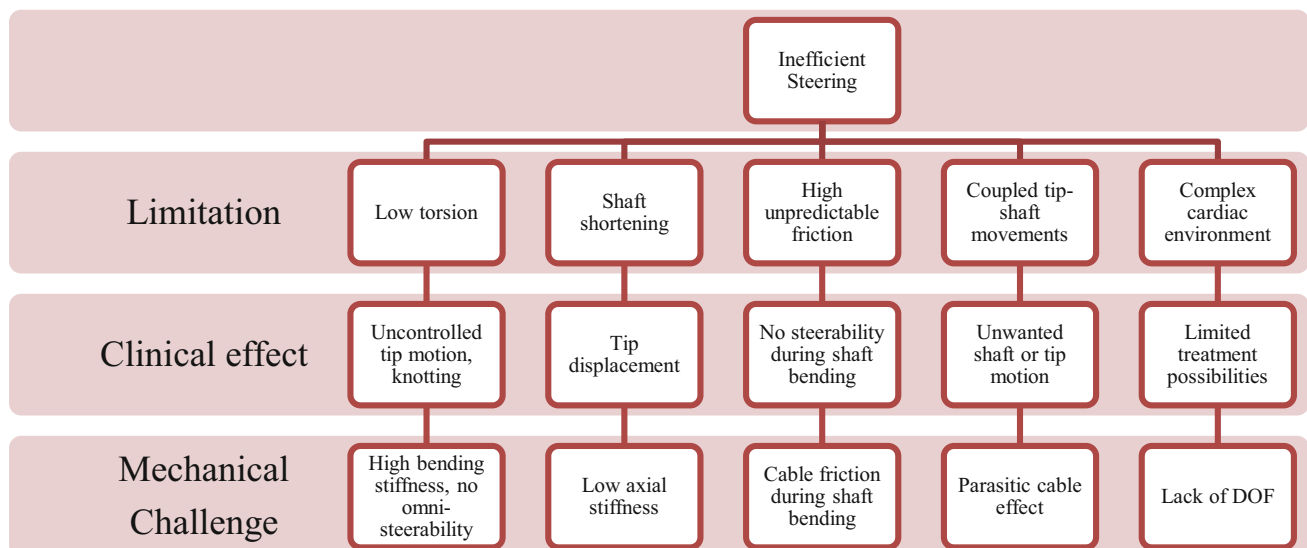 Inefficient
Steering
Limitation
Low torsion
Shaft
shortening
High
unpredictable
friction
Coupled tip-
shaft
movements
Complex
cardiac
environment
Clinical effect
Uncontrolled
tip motion,
knotting
Tip
displacement
No steerability
during shaft
bending
Unwanted
shaft or tip
motion
Limited
treatment
possibilities
Mechanical
Challenge
High bending
stiffness, no
omni-
steerability
Low axial
stiffness
Cable friction
during shaft
bending
Parasitic cable
effect
Lack of DOF